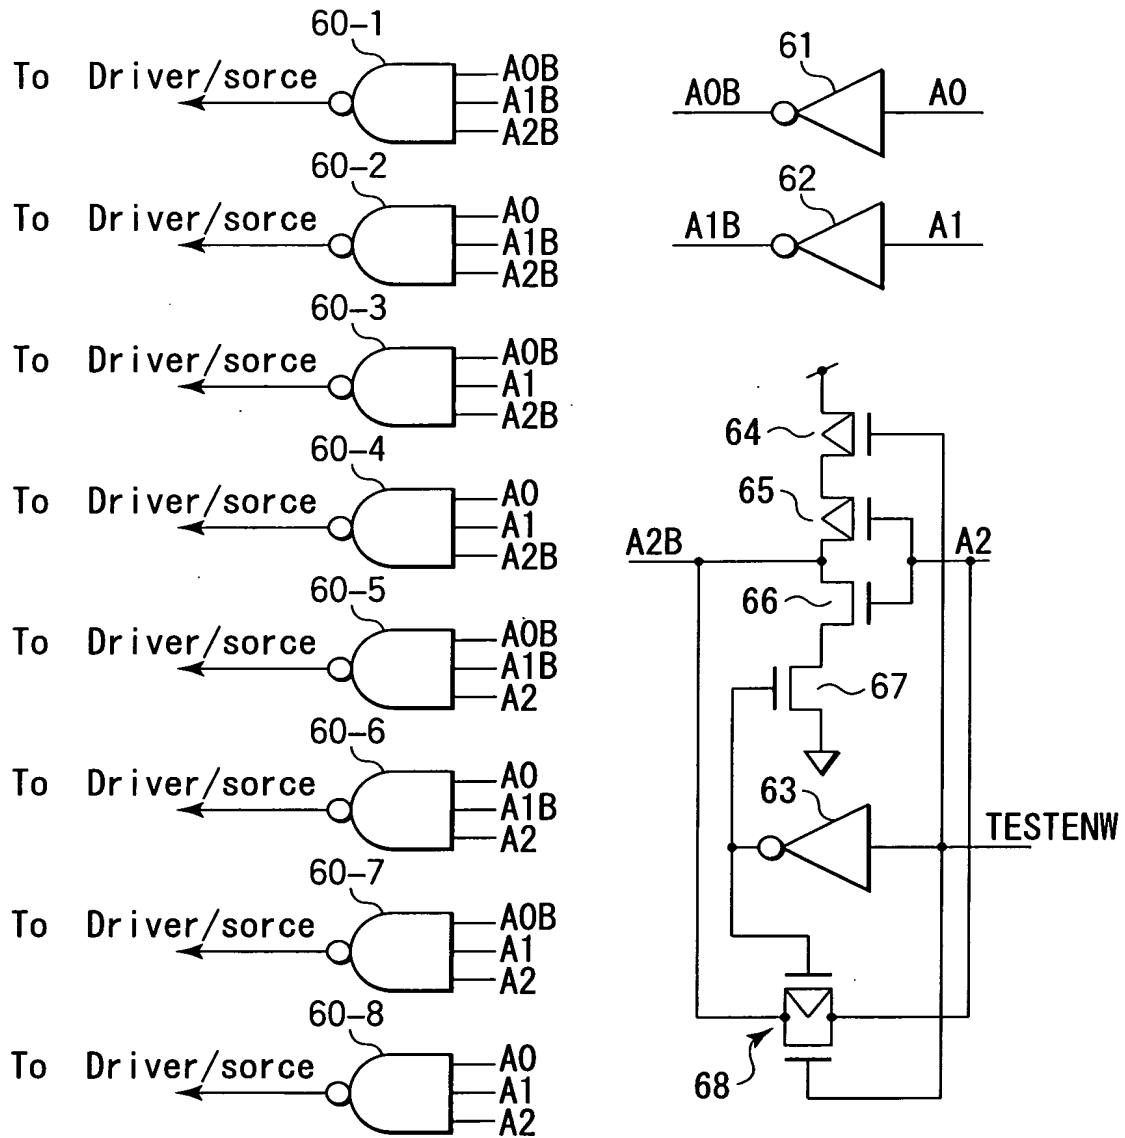 60-1
To Driver/sorce
A0B
A1B
A2B
60-2
To Driver/sorce
A0
A1B
A2B
60-3
To Driver/sorce
A0B
A1
A2B
60-4
To Driver/sorce
A0
A1
A2B
60-5
To Driver/sorce
A0B
A1B
A2
60-6
To Driver/sorce
A0
A1B
A2
60-7
To Driver/sorce
A0B
A1
A2
60-8
To Driver/sorce
A0
A1
A2
61
A0B
A0
62
A1B
A1
64
65
A2B
A2
66
67
63
TESTENW
68